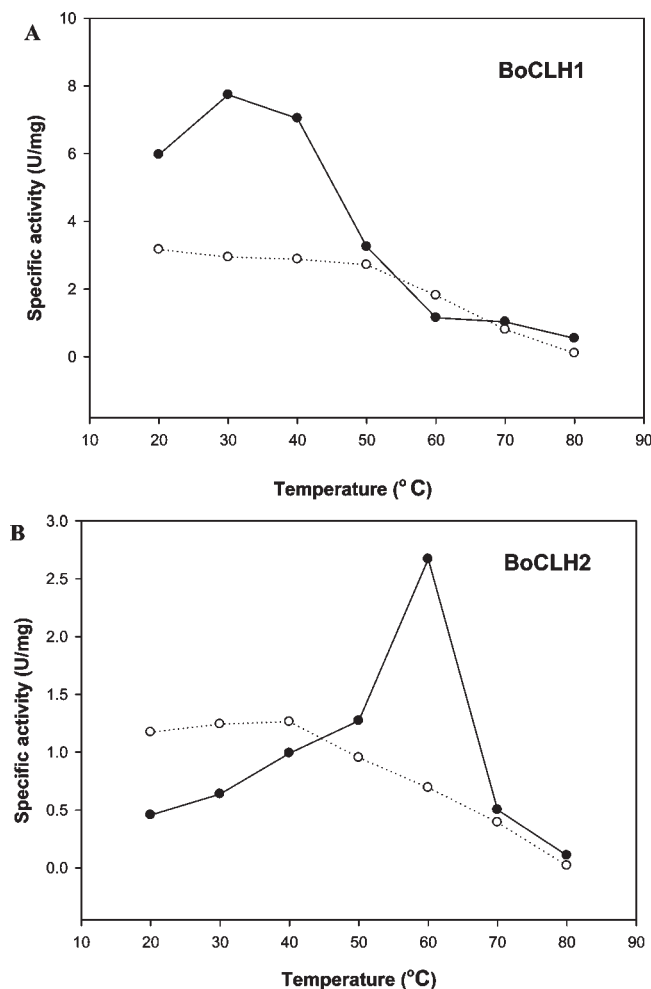 A
BoCLH1
Specific activity (U/mg)
10
8
6
4
2
0
10 20 30 40 50 60 70 80 90
Temperature (° C)
B
BoCLH2
Specific activity (U/mg)
3.0
2.5
2.0
1.5
1.0
0.5
0.0
10 20 30 40 50 60 70 80 90
Temperature (°C)